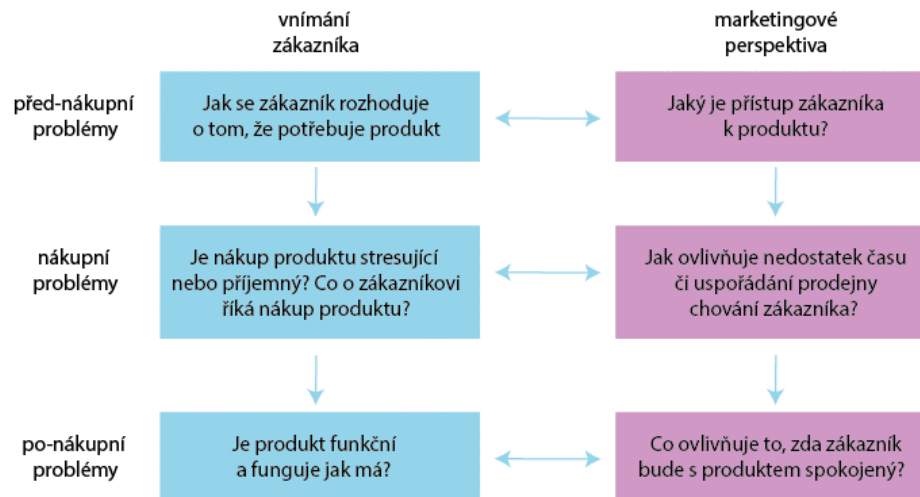 vnímání
zákazníka
marketingové
perspektiva
před-nákupní
problémy
Jak se zákazník rozhoduje
o tom, že potřebuje produkt
Jaký je přístup zákazníka
k produktu?
nákupní
problémy
Je nákup produktu stresující
nebo příjemný? Co o zákazníkovi
říká nákup produktu?
Jak ovlivňuje nedostatek času
či uspořádání prodejny
chování zákazníka?
po-nákupní
problémy
Je produkt funkční
a funguje jak má?
Co ovlivňuje to, zda zákazník
bude s produktem spokojený?